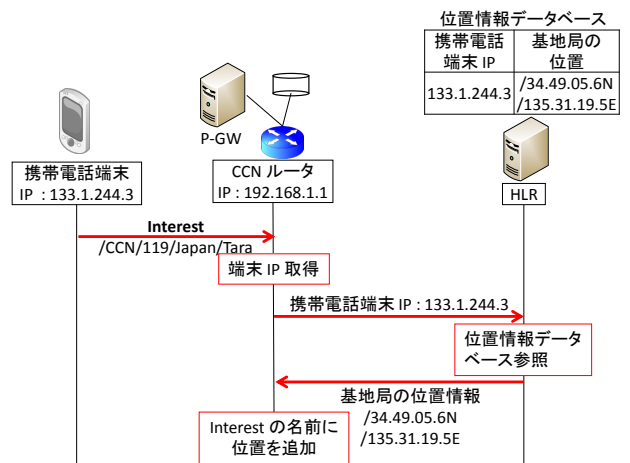 位置情報データベース
携帯電話
端末 IP
基地局の
位置
133.1.244.3
/34.49.05.6N
/135.31.19.5E
P-GW
携帯電話端末
IP : 133.1.244.3
CCN ルータ
IP : 192.168.1.1
HLR
Interest
/CCN/119/Japan/Tara
端末 IP 取得
携帯電話端末 IP : 133.1.244.3
位置情報データ
ベース参照
基地局の位置情報
/34.49.05.6N
/135.31.19.5E
Interest の名前に
位置を追加